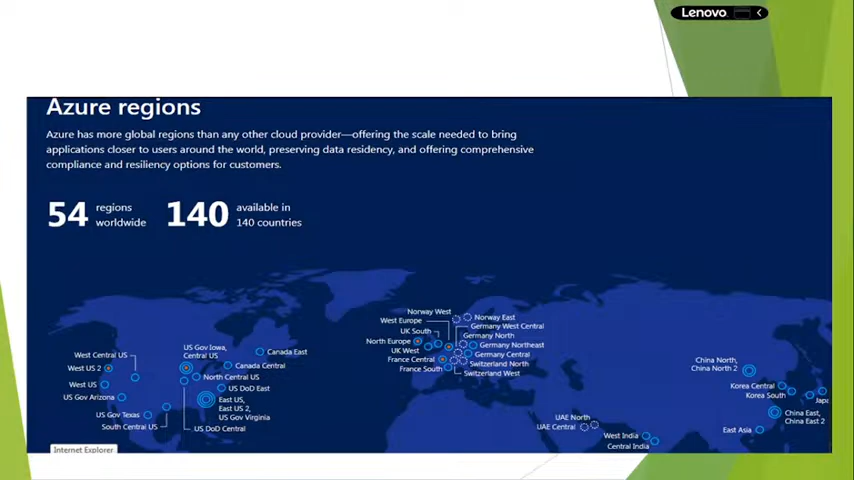 Lenovo
Azure regions
Azure has more global regions than any other cloud provider—offering the scale needed to bring
applications closer to users around the world, preserving data residency, and offering comprehensive
compliance and resiliency options for customers.
54 regions worldwide
140 available in 140 countries
Norway West
Norway East
West Europe
Germany West Central
UK South
Germany North
North Europe
Germany Northeast
UK West
Germany Central
France Central
Switzerland North
France South
Switzerland West
US Gov Iowa,
Central US
Canada East
West Central US
West US 2
Canada Central
North Central US
West US
US DoD East
US Gov Arizona
East US,
East US 2,
US Gov Virginia
US Gov Texas
South Central US
US DoD Central
China North,
China North 2
Korea Central
Korea South
Japa
China East,
China East 2
East Asia
UAE North
UAE Central
West India
Central India
Internet Explorer